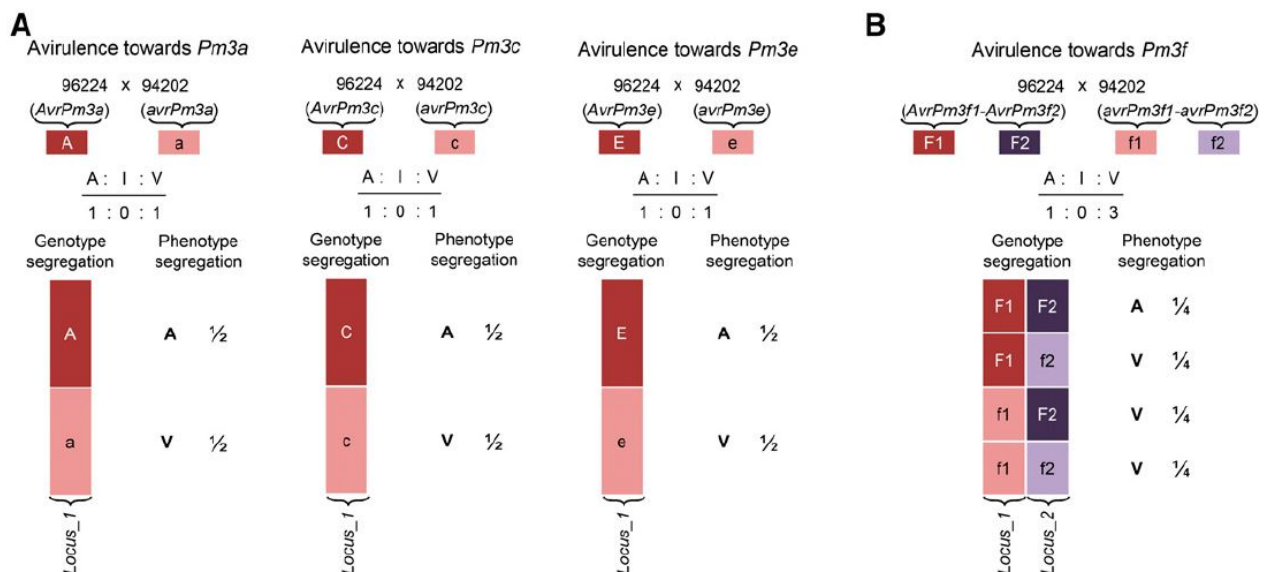 A
Avirulence towards Pm3a
96224 x 94202
(AvrPm3a) (avrPm3a)
A a
A : I : V
1 : 0 : 1
Genotype segregation Phenotype segregation
A A ½
a V ½
Locus_1
Avirulence towards Pm3c
96224 x 94202
(AvrPm3c) (avrPm3c)
C c
A : I : V
1 : 0 : 1
Genotype segregation Phenotype segregation
C A ½
c V ½
Locus_1
Avirulence towards Pm3e
96224 x 94202
(AvrPm3e) (avrPm3e)
E e
A : I : V
1 : 0 : 1
Genotype segregation Phenotype segregation
E A ½
e V ½
Locus_1
B
Avirulence towards Pm3f
96224 x 94202
(AvrPm3f1-AvrPm3f2) (avrPm3f1-avrPm3f2)
F1 F2 f1 f2
A : I : V
1 : 0 : 3
Genotype segregation Phenotype segregation
F1 F2 A ¼
F1 f2 V ¼
f1 F2 V ¼
f1 f2 V ¼
Locus_1 Locus_2